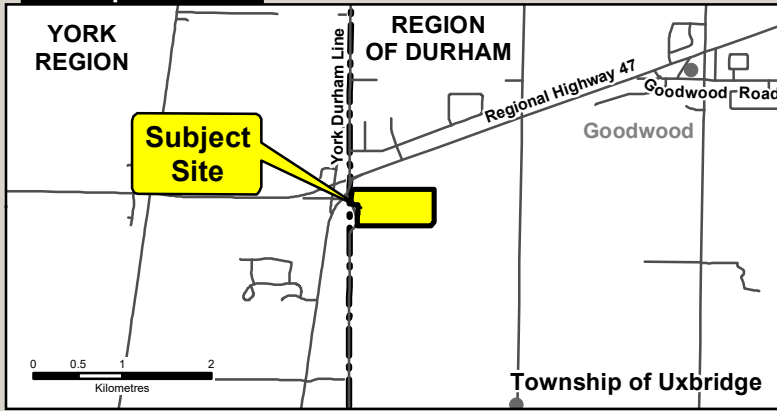 YORK
REGION
REGION
OF DURHAM
York Durham Line
Regional Highway 47
Goodwood Road
Goodwood
Subject
Site
0 0.5 1 2
Kilometres
Township of Uxbridge